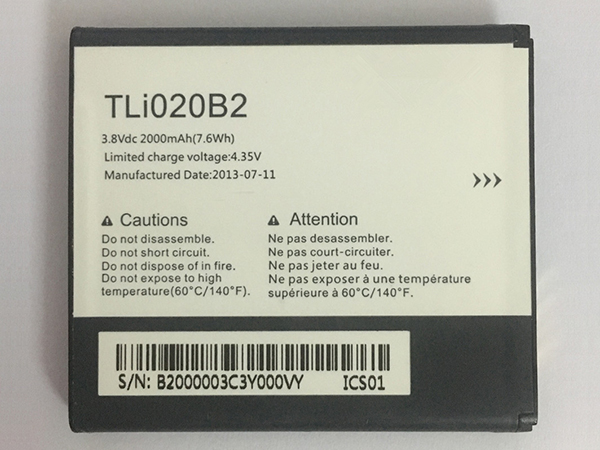 TLi020B2
3.8Vdc 2000mAh(7.6Wh)
Limited charge voltage:4.35V
Manufactured Date:2013-07-11
Cautions
Do not disassemble.
Do not short circuit.
Do not dispose of in fire.
Do not expose to high
temperature(60°C/140°F).
Attention
Ne pas desassembler.
Ne pas court-circuiter.
Ne pas jeter au feu.
Ne pas exposer à une température
supérieure à 60°C/140°F.
S/N: B2000003C3Y000VY ICS01